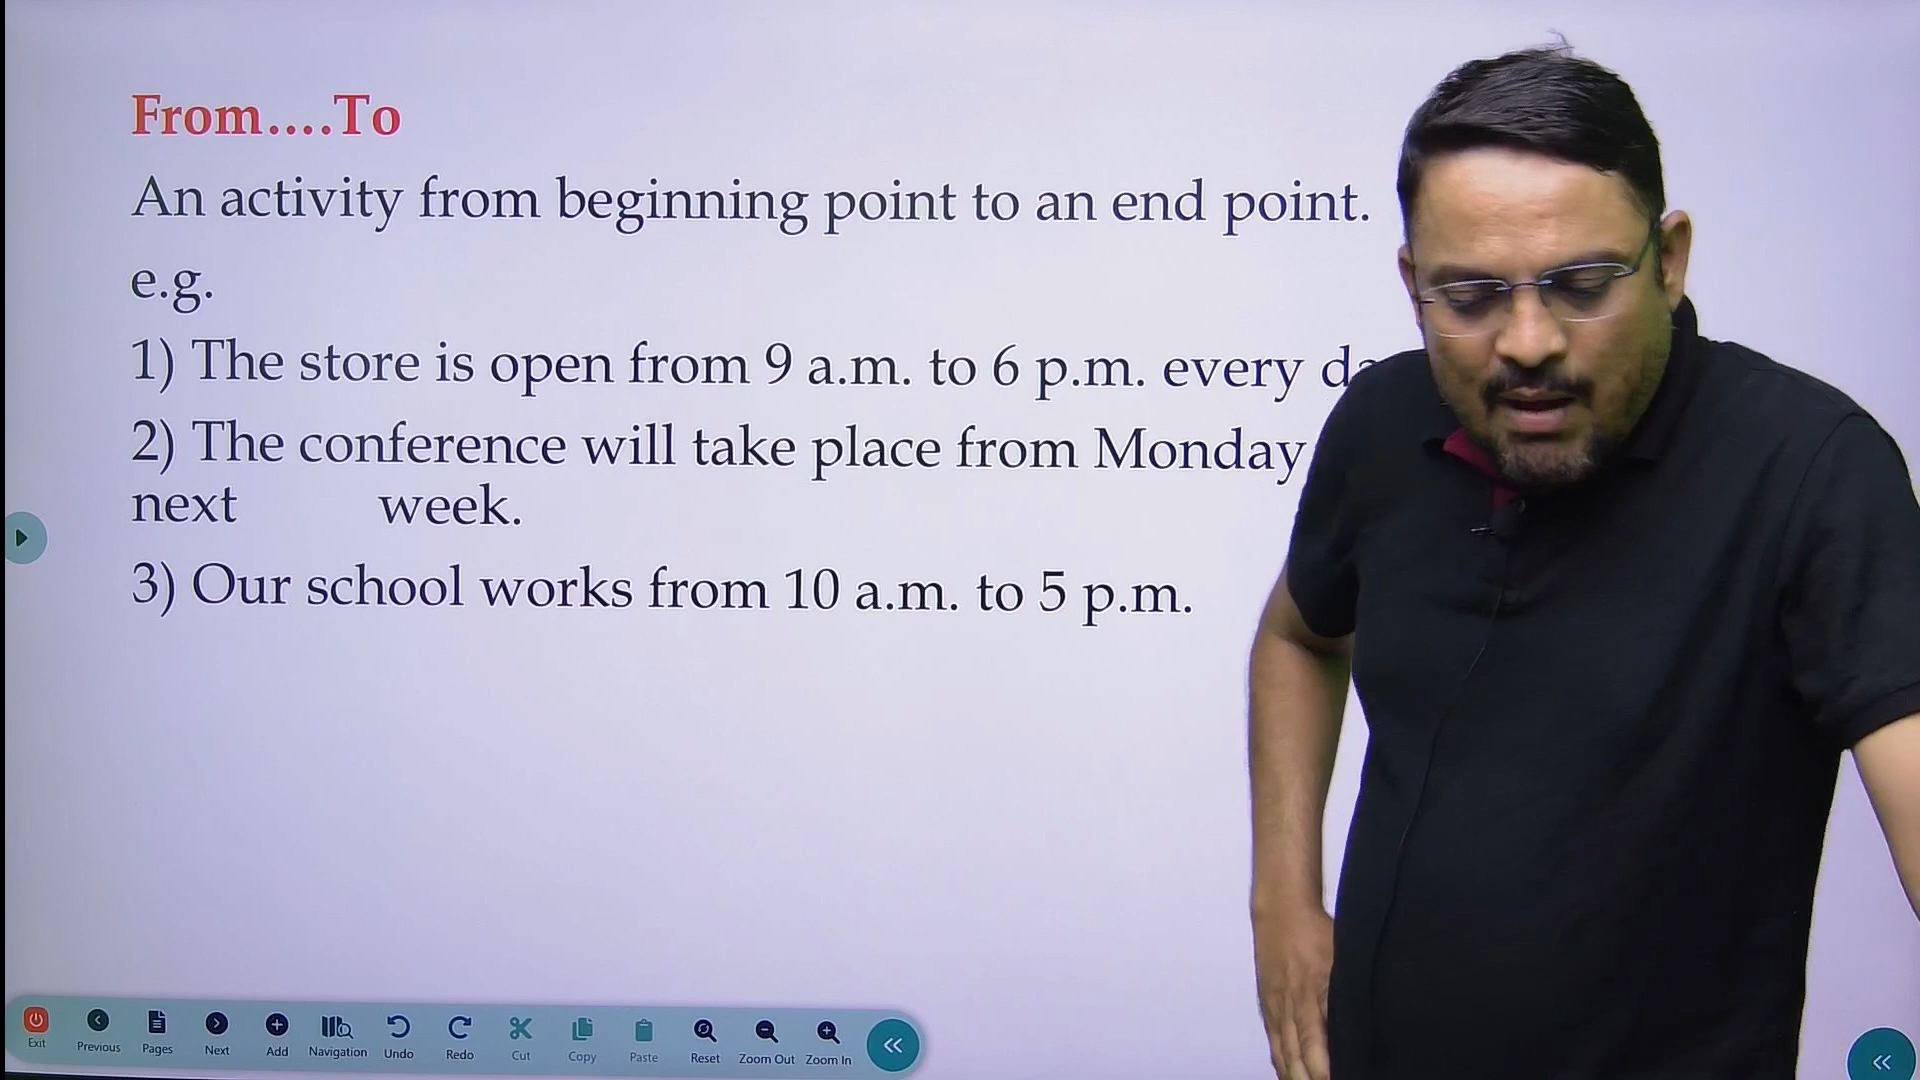 From....To
An activity from beginning point to an end point.
e.g.
1) The store is open from 9 a.m. to 6 p.m. every
2) The conference will take place from Monday
next week.
3) Our school works from 10 a.m. to 5 p.m.
Exit Previous Pages Next Add Navigation Undo Redo Cut Copy Paste Reset Zoom Out Zoom In